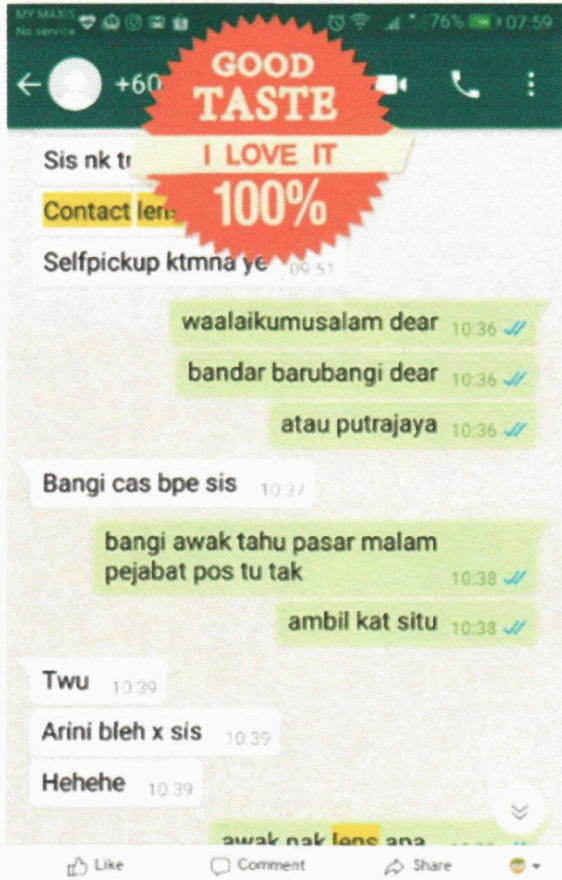 MY MAXIS
No service
76% 07:59
+60
GOOD
TASTE
I LOVE IT
100%
Sis nk
Contact
Selfpickup ktmna ye 09:51
waalaikumusalam dear 10:36
bandar barubangi dear 10:36
atau putrajaya 10:36
Bangi cas bpe sis 10:37
bangi awak tahu pasar malam
pejabat pos tu tak 10:38
ambil kat situ 10:38
Twu 10:39
Arini bleh x sis 10:39
Hehehe 10:39
awak nak lens apa
Like Comment Share